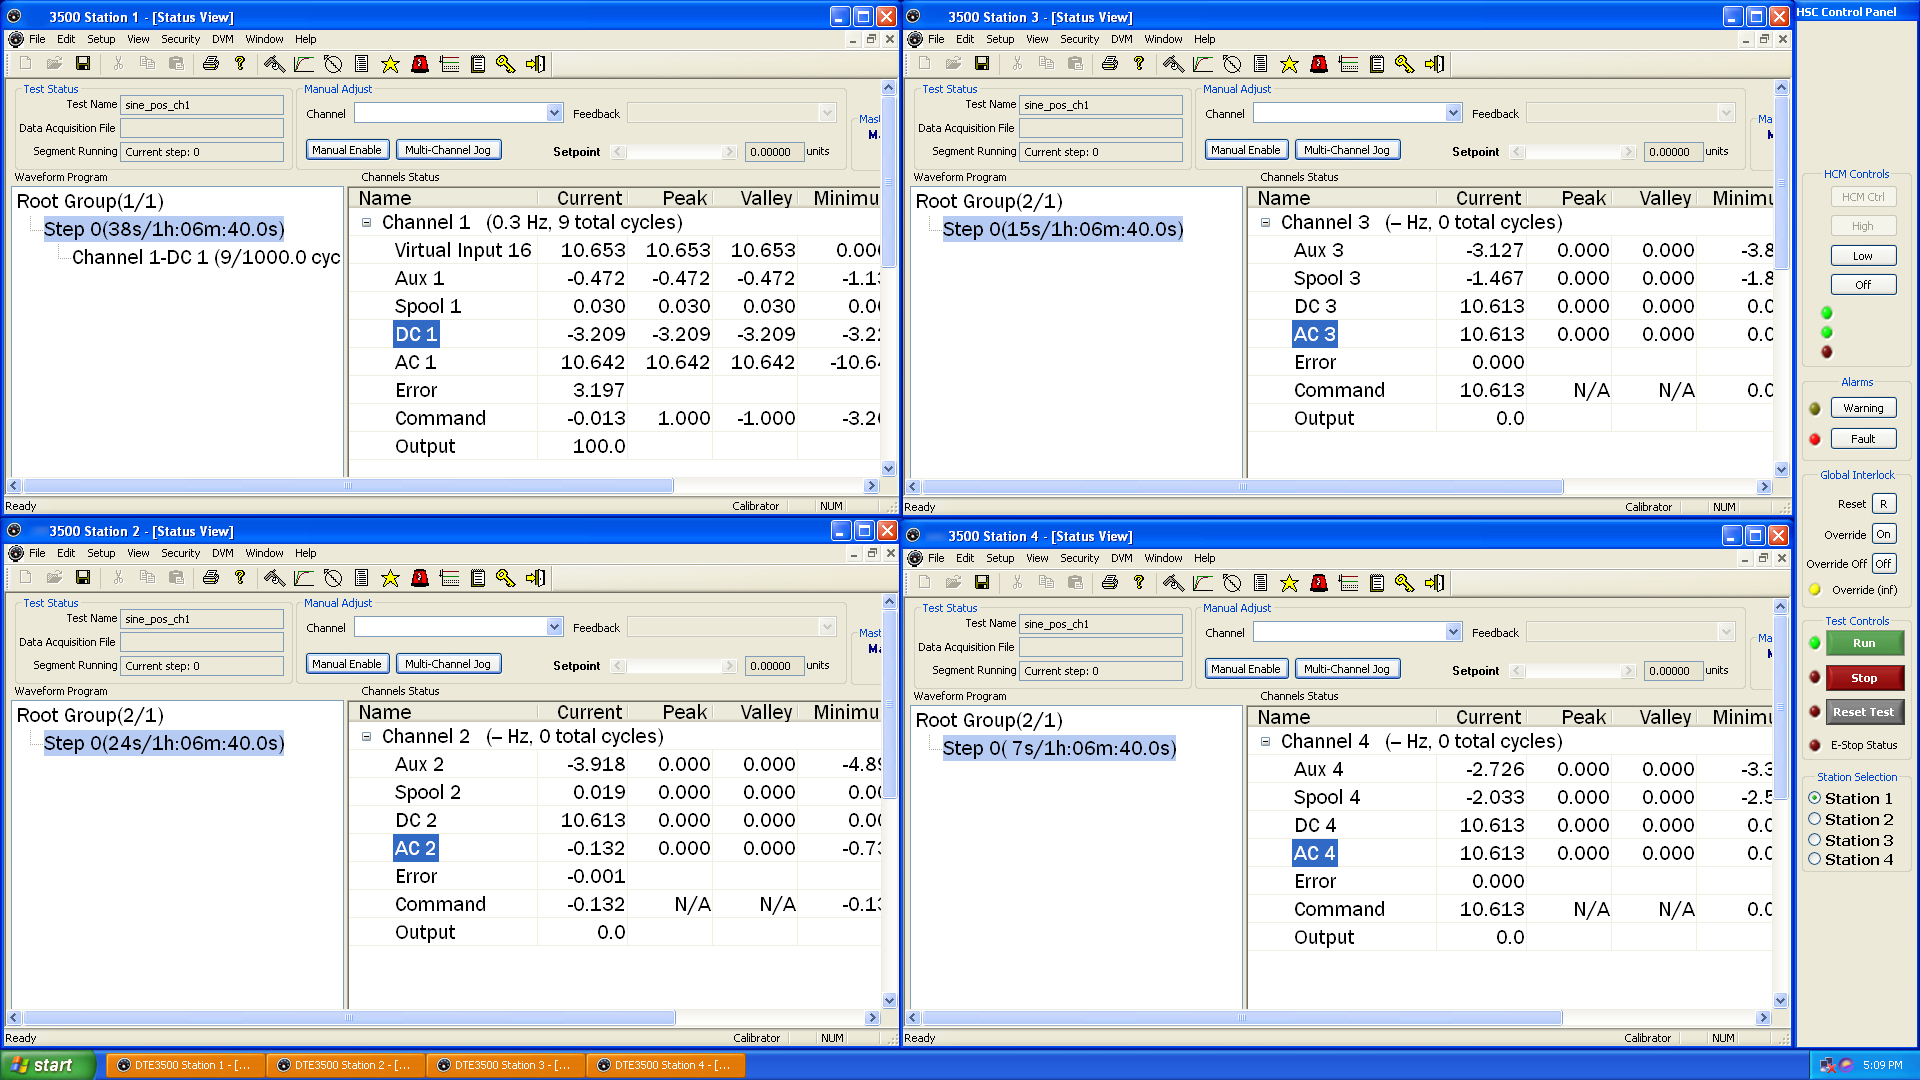 3500 Station 1 - [Status View]
File Edit Setup View Security DVM Window Help
Test Status
Test Name sine_pos_ch1
Data Acquisition File
Segment Running Current step: 0
Manual Adjust
Channel Feedback
Manual Enable Multi-Channel Jog Setpoint 0.00000 units
Mast
Waveform Program
Root Group(1/1)
Step 0(38s/1h:06m:40.0s)
Channel 1-DC 1 (9/1000.0 cyc
Channels Status
Name Current Peak Valley Minimu
Channel 1 (0.3 Hz, 9 total cycles)
Virtual Input 16 10.653 10.653 10.653 0.00
Aux 1 -0.472 -0.472 -0.472 -1.1
Spool 1 0.030 0.030 0.030 0.0
DC 1 -3.209 -3.209 -3.209 -3.2
AC 1 10.642 10.642 10.642 -10.6
Error 3.197
Command -0.013 1.000 -1.000 -3.2
Output 100.0
Ready Calibrator NUM
3500 Station 3 - [Status View]
File Edit Setup View Security DVM Window Help
Test Status
Test Name sine_pos_ch1
Data Acquisition File
Segment Running Current step: 0
Manual Adjust
Channel Feedback
Manual Enable Multi-Channel Jog Setpoint 0.00000 units
Ma
Waveform Program
Root Group(2/1)
Step 0(15s/1h:06m:40.0s)
Channels Status
Name Current Peak Valley Minimu
Channel 3 (– Hz, 0 total cycles)
Aux 3 -3.127 0.000 0.000 -3.8
Spool 3 -1.467 0.000 0.000 -1.8
DC 3 10.613 0.000 0.000 0.0
AC 3 10.613 0.000 0.000 0.0
Error 0.000
Command 10.613 N/A N/A 0.0
Output 0.0
Ready Calibrator NUM
3500 Station 2 - [Status View]
File Edit Setup View Security DVM Window Help
Test Status
Test Name sine_pos_ch1
Data Acquisition File
Segment Running Current step: 0
Manual Adjust
Channel Feedback
Manual Enable Multi-Channel Jog Setpoint 0.00000 units
Mast
Waveform Program
Root Group(2/1)
Step 0(24s/1h:06m:40.0s)
Channels Status
Name Current Peak Valley Minimu
Channel 2 (– Hz, 0 total cycles)
Aux 2 -3.918 0.000 0.000 -4.8
Spool 2 0.019 0.000 0.000 0.0
DC 2 10.613 0.000 0.000 0.0
AC 2 -0.132 0.000 0.000 -0.7
Error -0.001
Command -0.132 N/A N/A -0.1
Output 0.0
Ready Calibrator NUM
3500 Station 4 - [Status View]
File Edit Setup View Security DVM Window Help
Test Status
Test Name sine_pos_ch1
Data Acquisition File
Segment Running Current step: 0
Manual Adjust
Channel Feedback
Manual Enable Multi-Channel Jog Setpoint 0.00000 units
Ma
Waveform Program
Root Group(2/1)
Step 0( 7s/1h:06m:40.0s)
Channels Status
Name Current Peak Valley Minimu
Channel 4 (– Hz, 0 total cycles)
Aux 4 -2.726 0.000 0.000 -3.3
Spool 4 -2.033 0.000 0.000 -2.5
DC 4 10.613 0.000 0.000 0.0
AC 4 10.613 0.000 0.000 0.0
Error 0.000
Command 10.613 N/A N/A 0.0
Output 0.0
Ready Calibrator NUM
HSC Control Panel
HCM Controls
HCM Ctrl
High
Low
Off
Alarms
Warning
Fault
Global Interlock
Reset R
Override On
Override Off Off
Override (inf)
Test Controls
Run
Stop
Reset Test
E-Stop Status
Station Selection
Station 1
Station 2
Station 3
Station 4
start DTE3500 Station 1 - [... DTE3500 Station 2 - [... DTE3500 Station 3 - [... DTE3500 Station 4 - [... 5:09 PM